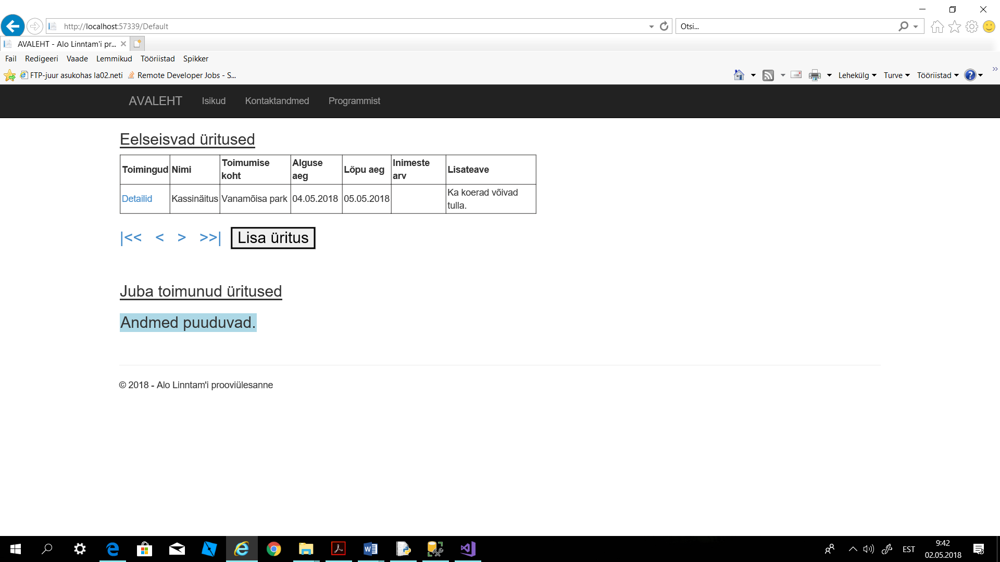 http://localhost:57339/Default
Otsi...
AVALEHT - Alo Linntam'i pr...
Fail Redigeeri Vaade Lemmikud Tööriistad Spikker
FTP-juur asukohas la02.neti Remote Developer Jobs - S...
Lehekülg Turve Tööriistad
AVALEHT Isikud Kontaktandmed Programmist
Eelseisvad üritused
Toimingud Nimi Toimumise koht Alguse aeg Lõpu aeg Inimeste arv Lisateave
Detailid Kassinäitus Vanamõisa park 04.05.2018 05.05.2018 Ka koerad võivad tulla.
|<< < > >>| Lisa üritus
Juba toimunud üritused
Andmed puuduvad.
© 2018 - Alo Linntam'i prooviülesanne
EST
9:42
02.05.2018